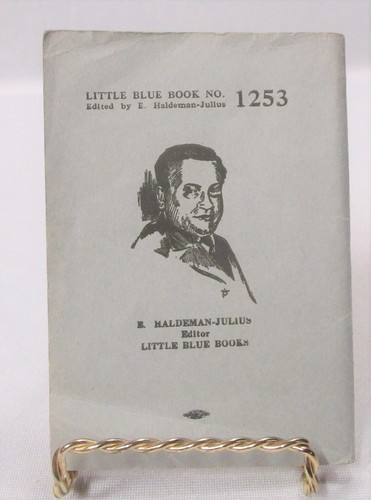 LITTLE BLUE BOOK NO. 1253
Edited by E. Haldeman-Julius
E. HALDEMAN-JULIUS
Editor
LITTLE BLUE BOOKS